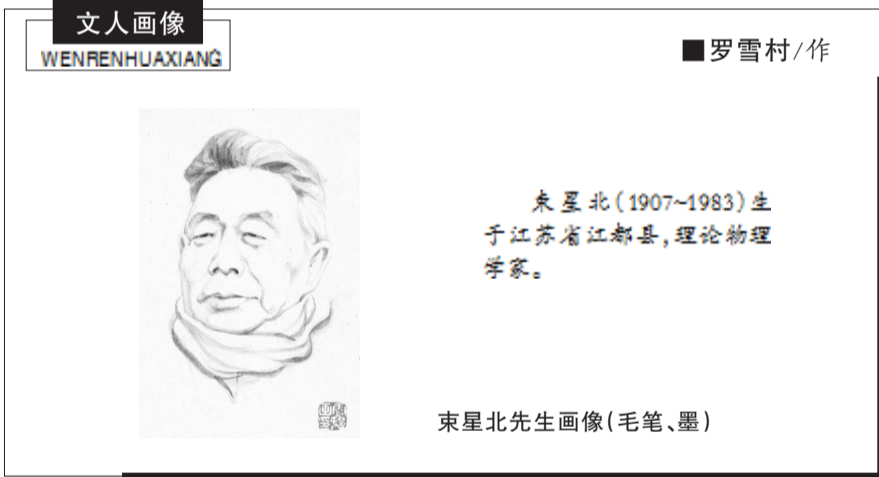 文人画像
WENRENHUAXIANG
■罗雪村/作
束星北(1907~1983)生
于江苏省江都县,理论物理
学家。
束星北先生画像(毛笔、墨)